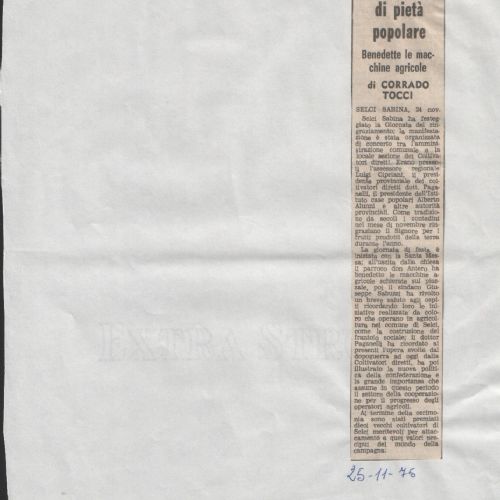 di pietà
popolare
Benedette le mac-
chine agricole
di CORRADO
TOCCI
SELCI SABINA, 24 nov.
Selci Sabina ha festeg-
giato la Giornata del rin-
graziamento; la manifesta-
zione è stata organizzata
di concerto tra l'ammini-
strazione comunale e la
locale sezione dei Coltiva-
tori diretti. Erano presen-
ti l'assessore regionale
Luigi Cipriani, il presi-
dente provinciale dei col-
tivatori diretti dott. Paga-
nelli, il presidente dell'Isti-
tuto case popolari Alberto
Alunni e altre autorità
provinciali. Come tradizio-
ne da secoli i contadini
nel mese di novembre rin-
graziano il Signore per i
frutti prodotti della terra
durante l'anno.
La giornata di festa è
iniziata con la Santa Mes-
sa; all'uscita dalla chiesa
il parroco don Antero ha
benedetto le macchine a-
gricole schierate sul piaz-
zale, poi il sindaco Giu-
seppe Sabuzzi ha rivolto
un breve saluto agli ospi-
ti ricordando loro le ini-
ziative realizzate da colo-
ro che operano in agricol-
tura nel comune di Selci,
come la costruzione del
frantoio sociale; il dottor
Paganelli ha ricordato ai
presenti l'opera svolta dal
dopoguerra ad oggi dalla
Coltivatori diretti, ha poi
illustrato la nuova politi-
ca della confederazione e
la grande importanza che
assume in questo periodo
il settore della cooperazio-
ne per il progresso degli
operatori agricoli.
Al termine della cerimo-
nia sono stati premiati
dieci vecchi coltivatori di
Selci meritevoli per attac-
camento a quei valori ge-
nuini del mondo della
campagna.
25-11-76